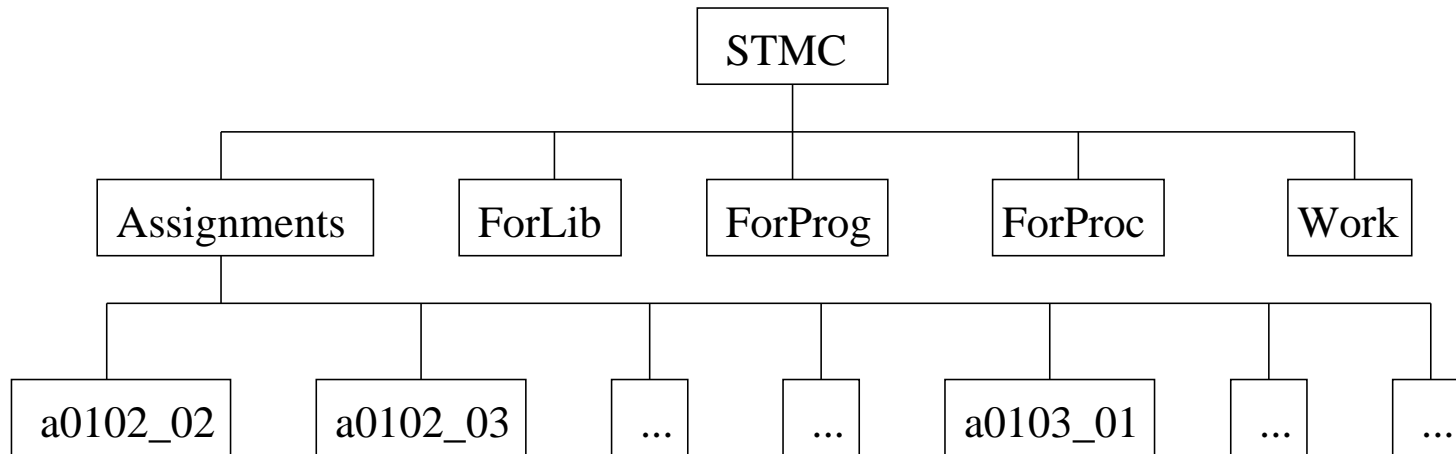 STMC
Assignments ForLib ForProg ForProc Work
a0102_02 a0102_03 ... ... a0103_01 ... ...